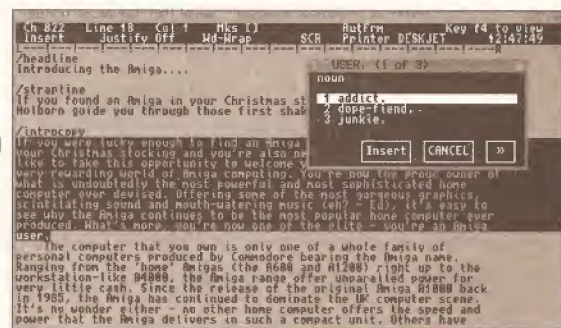 Ch 822 Line 18 Col 1 Mks [] AutFrm Key f4 to view
Insert Justify Off Wd-Wrap SCR Printer DESKJET 12:47:49
/headline
Introducing the Amiga....
/strapline
If you found an Amiga in your Christmas st
Holborn guide you through those first shak
/introcopy
If you were lucky enough to find an Amiga
your Christmas stocking and you're also ne
like to take this opportunity to welcome y
very rewarding world of Amiga computing. You're now the proud owner of
what is undoubtedly the most powerful and most sophisticated home
computer ever devised. Offering some of the most gorgeous graphics,
scintillating sound and mouth-watering music (eh? - Ed), it's easy to
see why the Amiga continues to be the most popular home computer ever
produced. What's more, you're now one of the elite - you're an Amiga
user,
The computer that you own is only one of a whole family of
personal computers produced by Commodore bearing the Amiga name.
Ranging from the 'home' Amigas (the A600 and A1200) right up to the
workstation-like A4000, the Amiga range offer unparalled power for
very little cash. Since the release of the original Amiga A1000 back
in 1985, the Amiga has continued to dominate the UK computer scene.
It's no wonder either - no other home computer offers the speed and
power that the Amiga delivers in such a compact unit. Others have
USER. (1 of 3)
noun
1 addict.
2 dope-fiend,
3 junkie.
Insert CANCEL »